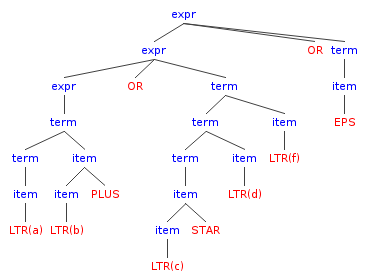 expr
expr OR term
expr OR term item
term term item EPS
term item term item LTR(f)
item item PLUS item LTR(d)
LTR(a) LTR(b) item STAR
LTR(c)